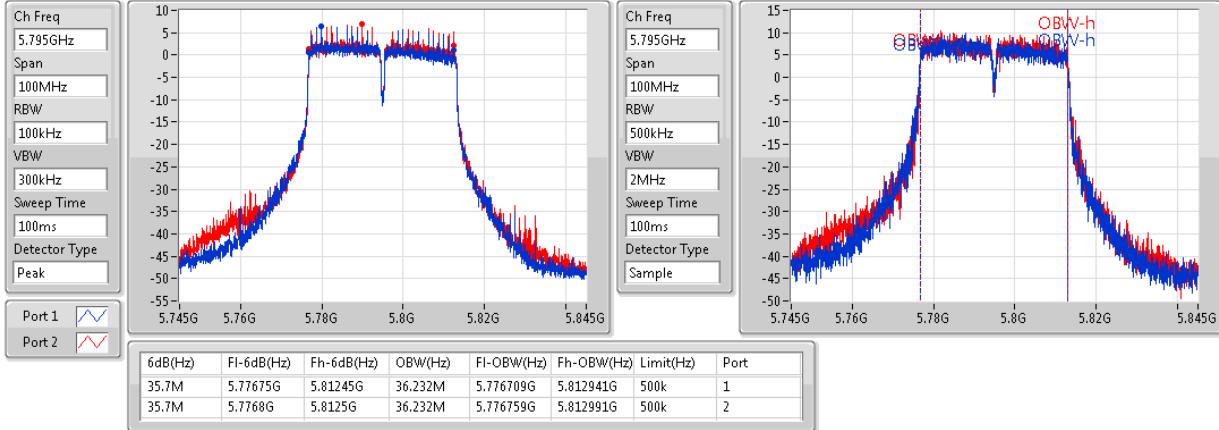 Ch Freq
5.795GHz
Span
100MHz
RBW
100kHz
VBW
300kHz
Sweep Time
100ms
Detector Type
Peak
10
5
0
-5
-10
-15
-20
-25
-30
-35
-40
-45
-50
-55
5.745G 5.76G 5.78G 5.8G 5.82G 5.845G
Ch Freq
5.795GHz
Span
100MHz
RBW
500kHz
VBW
2MHz
Sweep Time
100ms
Detector Type
Sample
15
10
5
0
-5
-10
-15
-20
-25
-30
-35
-40
-45
-50
OBW-h
OBW-h
5.745G 5.76G 5.78G 5.8G 5.82G 5.845G
Port 1
Port 2
6dB(Hz) Fl-6dB(Hz) Fh-6dB(Hz) OBW(Hz) Fl-OBW(Hz) Fh-OBW(Hz) Limit(Hz) Port
35.7M 5.77675G 5.81245G 36.232M 5.776709G 5.812941G 500k 1
35.7M 5.7768G 5.8125G 36.232M 5.776759G 5.812991G 500k 2